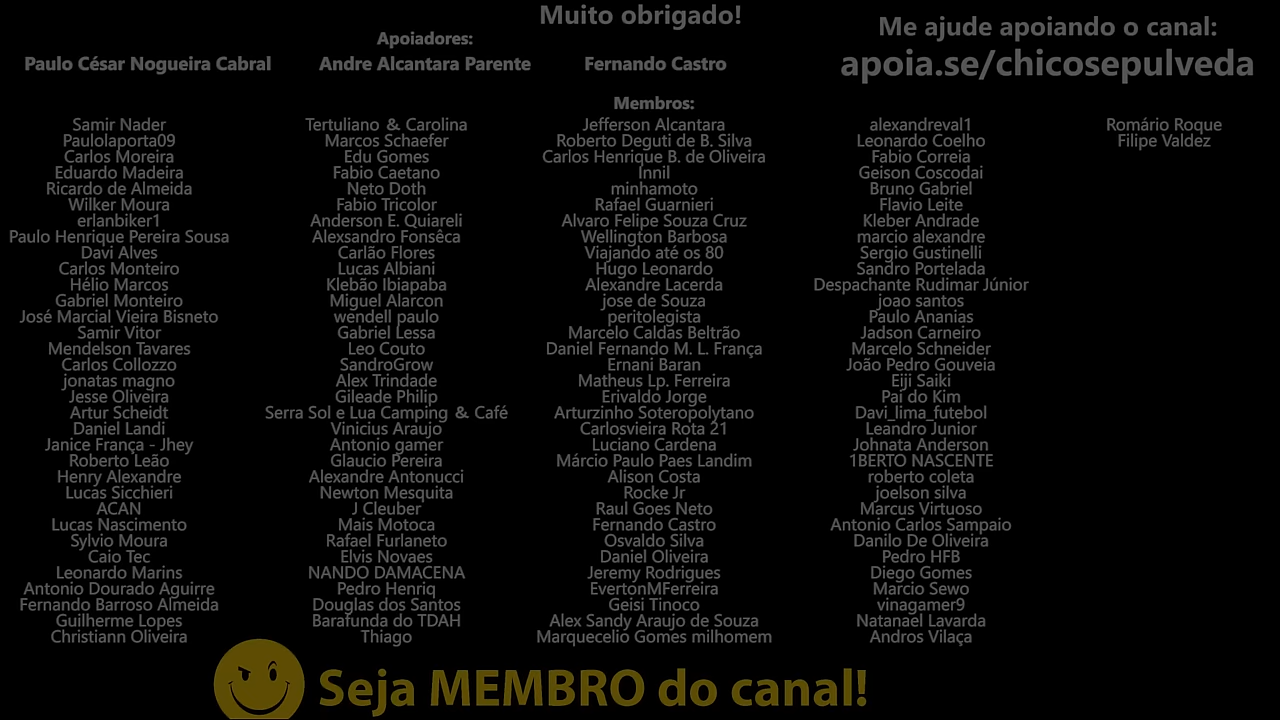 Muito obrigado!
Me ajude apoiando o canal:
apoia.se/chicosepulveda
Apoiadores:
Paulo César Nogueira Cabral
Andre Alcantara Parente
Fernando Castro
Membros:
Samir Nader
Paulolaporta09
Carlos Moreira
Eduardo Madeira
Ricardo de Almeida
Wilker Moura
erlanbiker1
Paulo Henrique Pereira Sousa
Davi Alves
Carlos Monteiro
Hélio Marcos
Gabriel Monteiro
José Marcial Vieira Bisneto
Samir Vitor
Mendelson Tavares
Carlos Collozzo
jonatas magno
Jesse Oliveira
Artur Scheidt
Daniel Landi
Janice França - Jhey
Roberto Leão
Henry Alexandre
Lucas Sicchieri
ACAN
Lucas Nascimento
Sylvio Moura
Caio Tec
Leonardo Marins
Antonio Dourado Aguirre
Fernando Barroso Almeida
Guilherme Lopes
Christiann Oliveira
Tertuliano & Carolina
Marcos Schaefer
Edu Gomes
Fabio Caetano
Neto Doth
Fabio Tricolor
Anderson E. Quiareli
Alexsandro Fonsêca
Carlão Flores
Lucas Albiani
Klebão Ibiapaba
Miguel Alarcon
wendell paulo
Gabriel Lessa
Leo Couto
SandroGrow
Alex Trindade
Gileade Philip
Serra Sol e Lua Camping & Café
Vinicius Araujo
Antonio gamer
Glaucio Pereira
Alexandre Antonucci
Newton Mesquita
J Cleuber
Mais Motoca
Rafael Furlaneto
Elvis Novaes
NANDO DAMACENA
Pedro Henriq
Douglas dos Santos
Barafunda do TDAH
Thiago
Jefferson Alcantara
Roberto Deguti de B. Silva
Carlos Henrique B. de Oliveira
Innil
minhamoto
Rafael Guarnieri
Alvaro Felipe Souza Cruz
Wellington Barbosa
Viajando até os 80
Hugo Leonardo
Alexandre Lacerda
jose de Souza
peritolegista
Marcelo Caldas Beltrão
Daniel Fernando M. L. França
Ernani Baran
Matheus Lp. Ferreira
Erivaldo Jorge
Arturzinho Soteropolytano
Carlosvieira Rota 21
Luciano Cardena
Márcio Paulo Paes Landim
Alison Costa
Rocke Jr
Raul Goes Neto
Fernando Castro
Osvaldo Silva
Daniel Oliveira
Jeremy Rodrigues
EvertonMFerreira
Geisi Tinoco
Alex Sandy Araujo de Souza
Marquecelio Gomes milhomem
alexandreval1
Leonardo Coelho
Fabio Correia
Geison Coscodai
Bruno Gabriel
Flavio Leite
Kleber Andrade
marcio alexandre
Sergio Gustinelli
Sandro Portelada
Despachante Rudimar Júnior
joao santos
Paulo Ananias
Jadson Carneiro
Marcelo Schneider
João Pedro Gouveia
Eiji Saiki
Pai do Kim
Davi_lima_futebol
Leandro Junior
Johnata Anderson
1BERTO NASCENTE
roberto coleta
joelson silva
Marcus Virtuoso
Antonio Carlos Sampaio
Danilo De Oliveira
Pedro HFB
Diego Gomes
Marcio Sewo
vinagamer9
Natanael Lavarda
Andros Vilaça
Romário Roque
Filipe Valdez
Seja MEMBRO do canal!